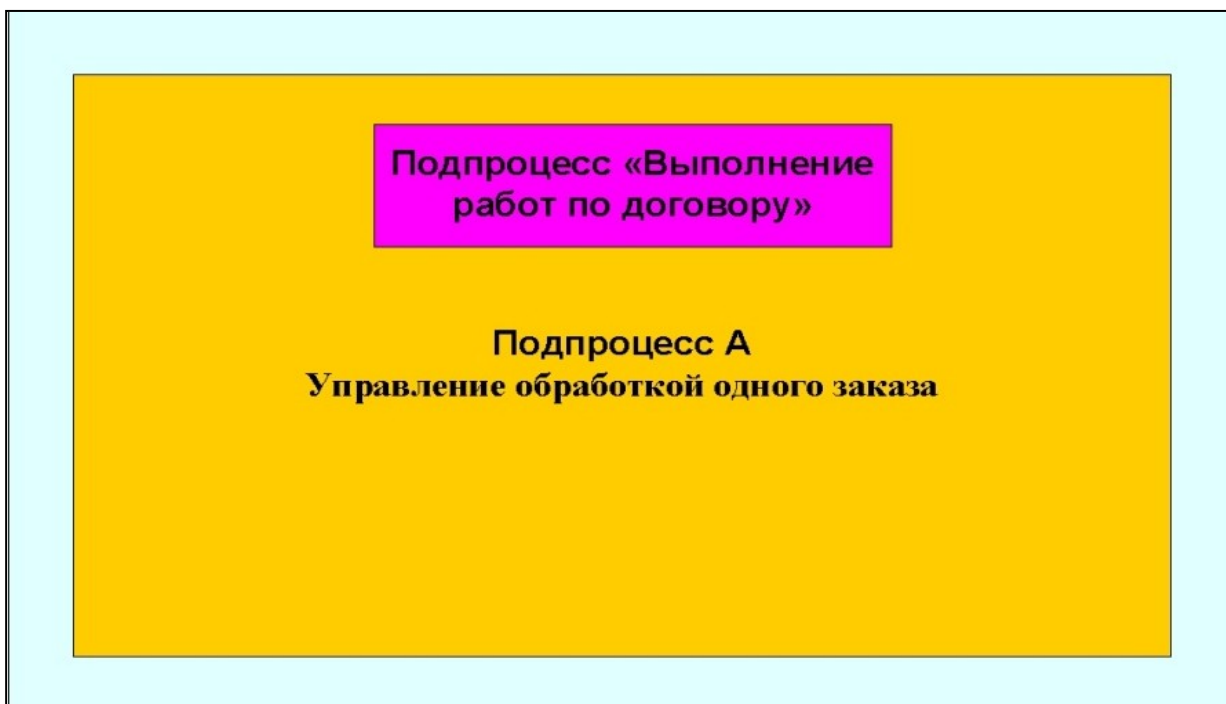 Подпроцесс «Выполнение
работ по договору»
Подпроцесс А
Управление обработкой одного заказа